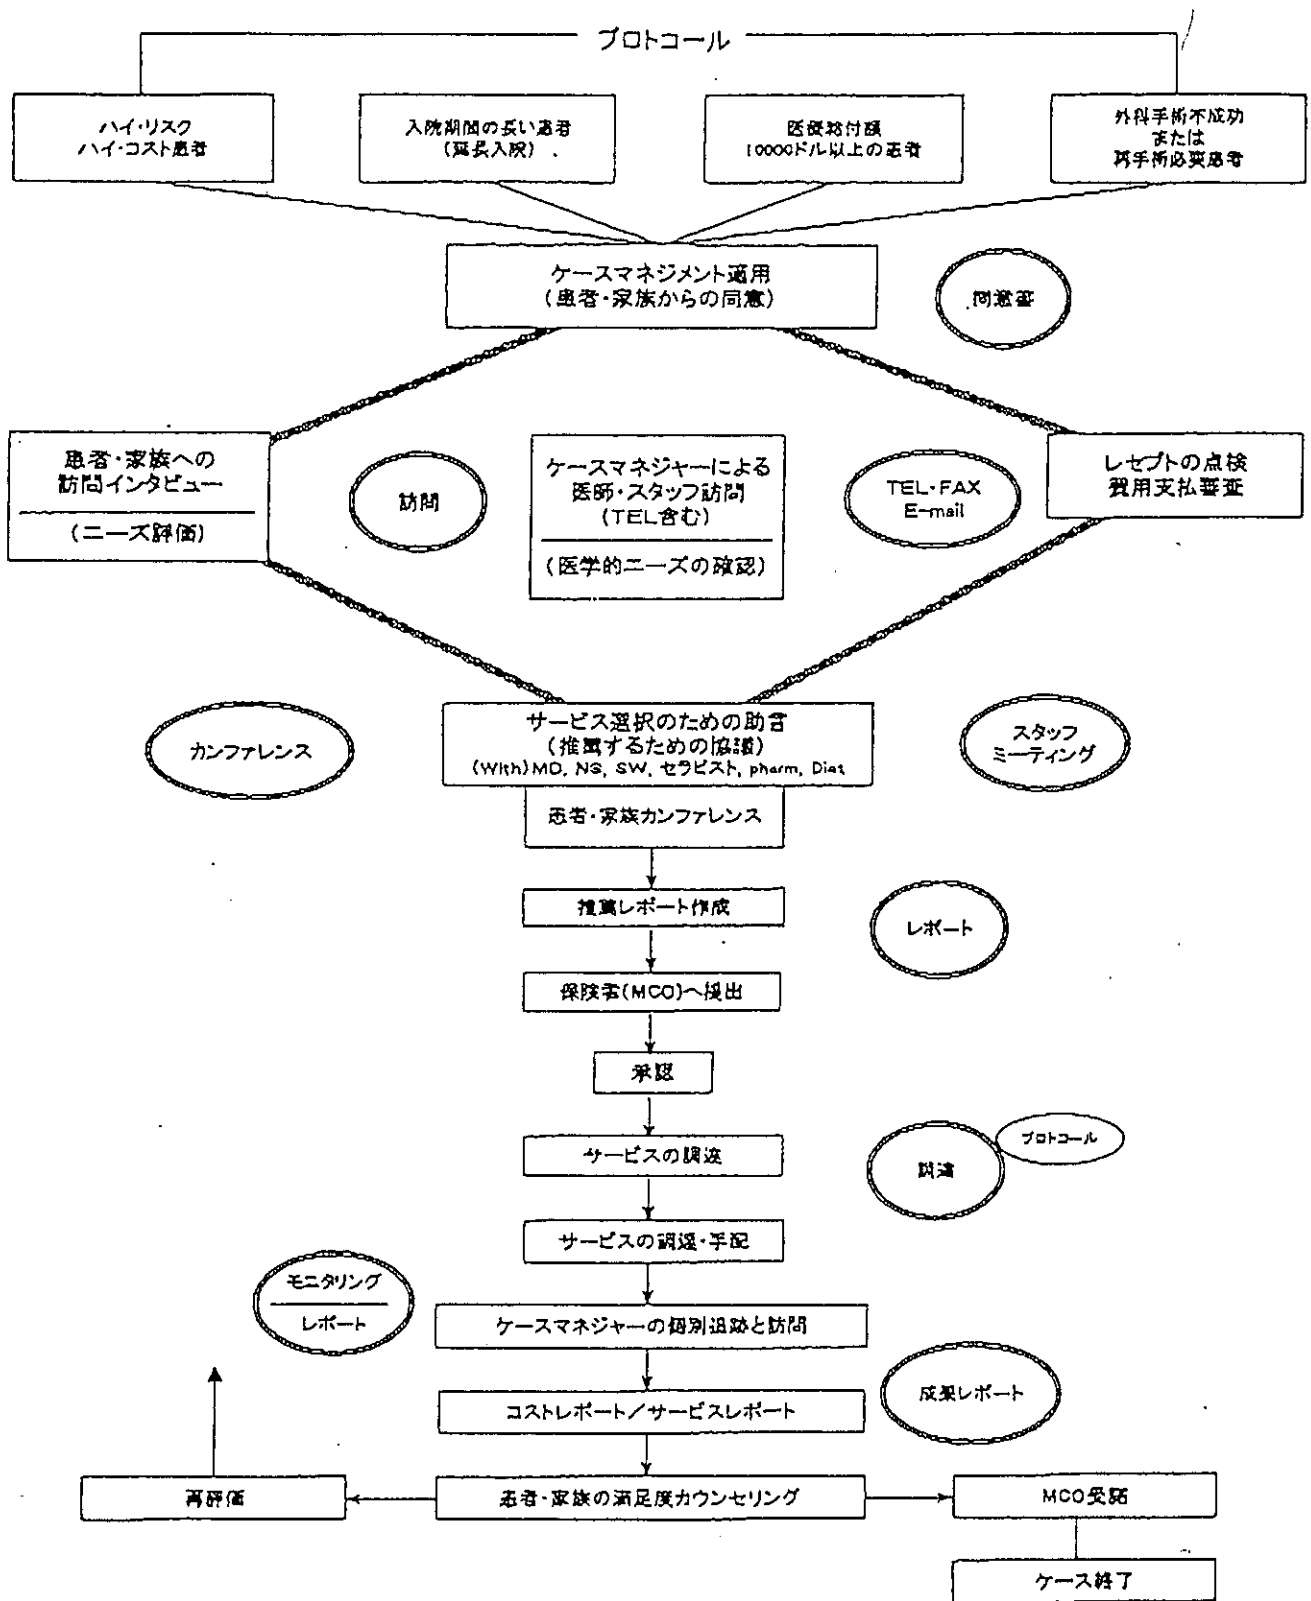 プロトコール
ハイ・リスク
ハイ・コスト患者
入院期間の長い患者
(延長入院)
医療給付額
10000ドル以上の患者
外科手術不成功
または
再手術必要患者
ケースマネジメント適用
(患者・家族からの同意)
同意書
患者・家族への
訪問インタビュー
(ニーズ評価)
訪問
ケースマネジャーによる
医師・スタッフ訪問
(TEL含む)
(医学的ニーズの確認)
TEL・FAX
E-mail
レセプトの点検
費用支払審査
カンファレンス
サービス選択のための助言
(推薦するための協議)
(With)MD, NS, SW, セラピスト, pharm, Diet
スタッフ
ミーティング
患者・家族カンファレンス
推薦レポート作成
レポート
保険者(MCO)へ提出
承認
サービスの調達
調達
プロトコール
サービスの調達・手配
モニタリング
レポート
ケースマネジャーの個別追跡と訪問
コストレポート/サービスレポート
成果レポート
再評価
患者・家族の満足度カウンセリング
MCO受諾
ケース終了